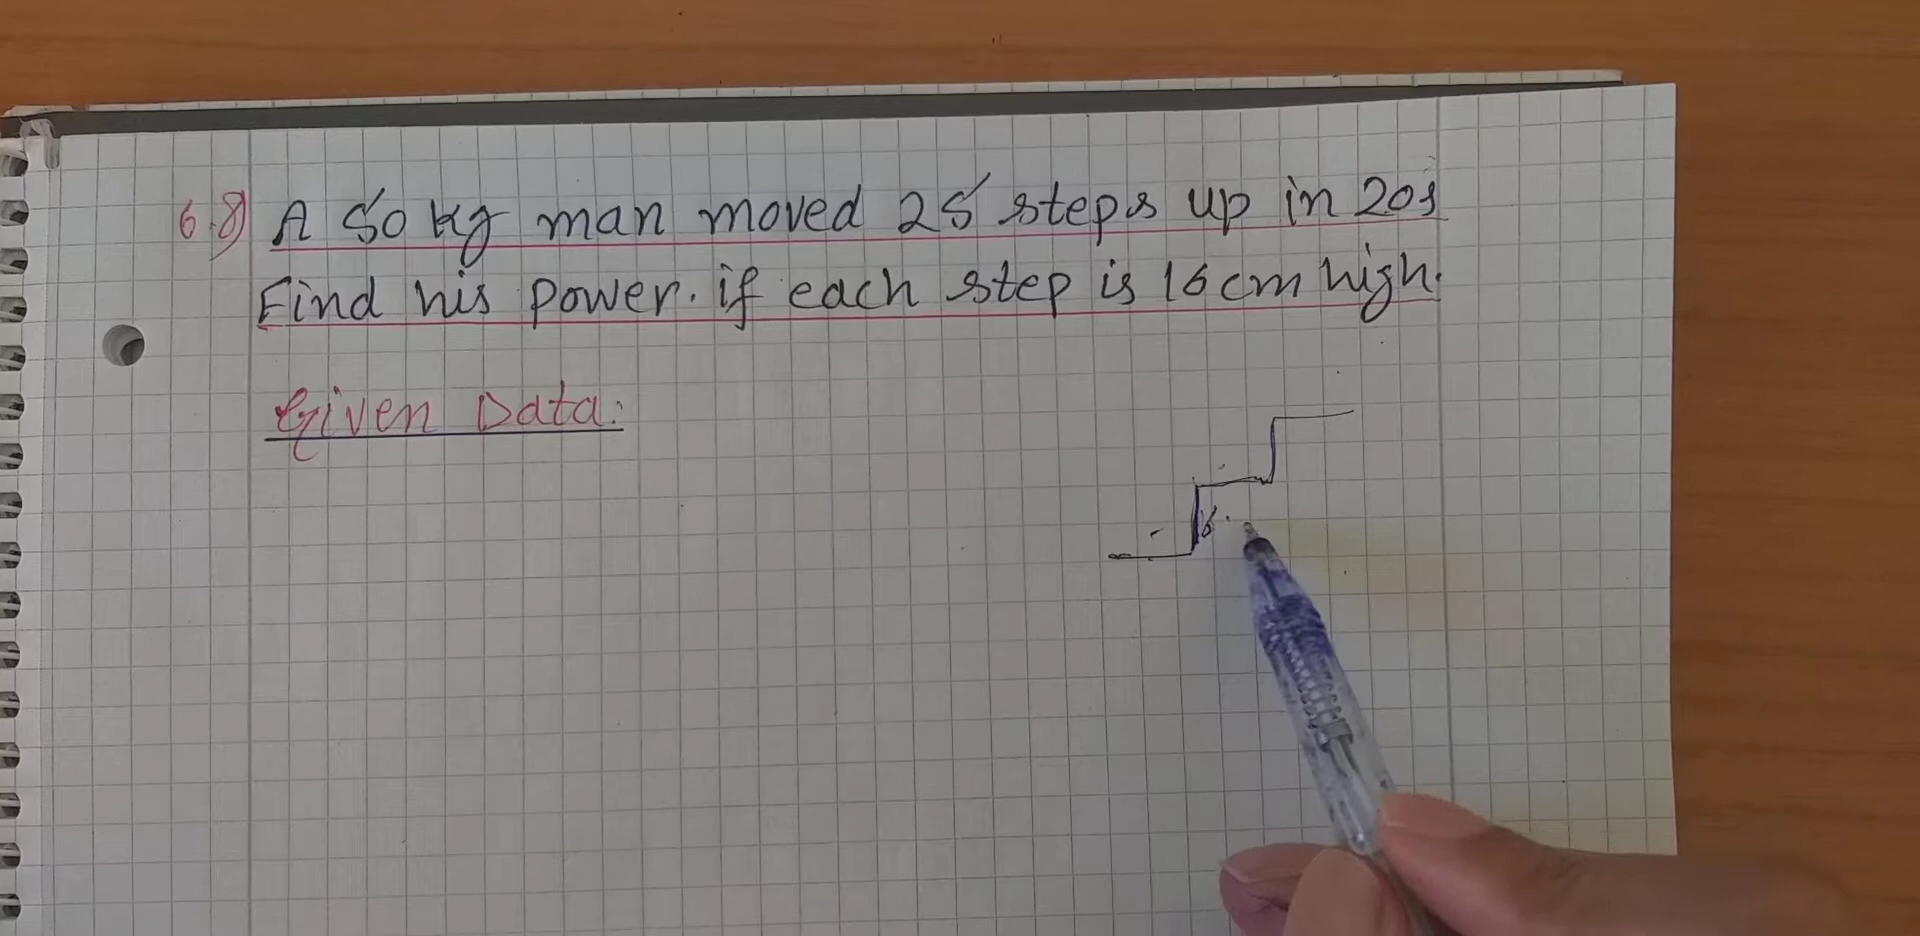 6.8) A 50 kg man moved 25 steps up in 20s
Find his power. if each step is 16 cm high.
Given Data:
16